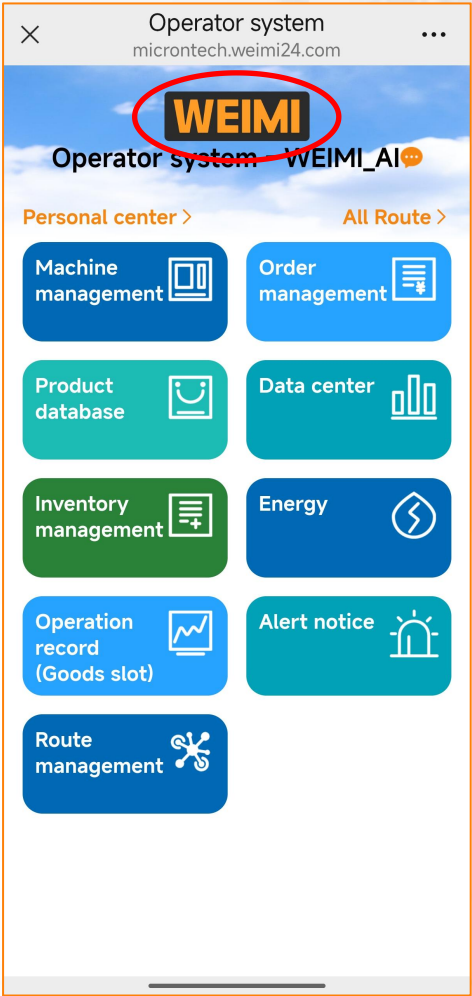 Operator system
microntech.weimi24.com
WEIMI
Operator system - WEIMI_AI
Personal center >
All Route >
Machine
management
Order
management
Product
database
Data center
Inventory
management
Energy
Operation
record
(Goods slot)
Alert notice
Route
management